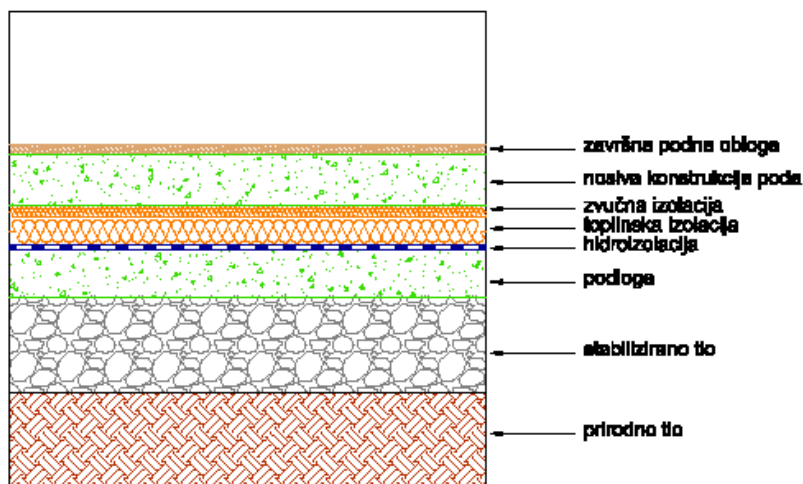 završna podna obloga
nosiva konstrukcija poda
zvučna izolacija
toplinska izolacija
hidroizolacija
podloga
stabilizirano tlo
prirodno tlo